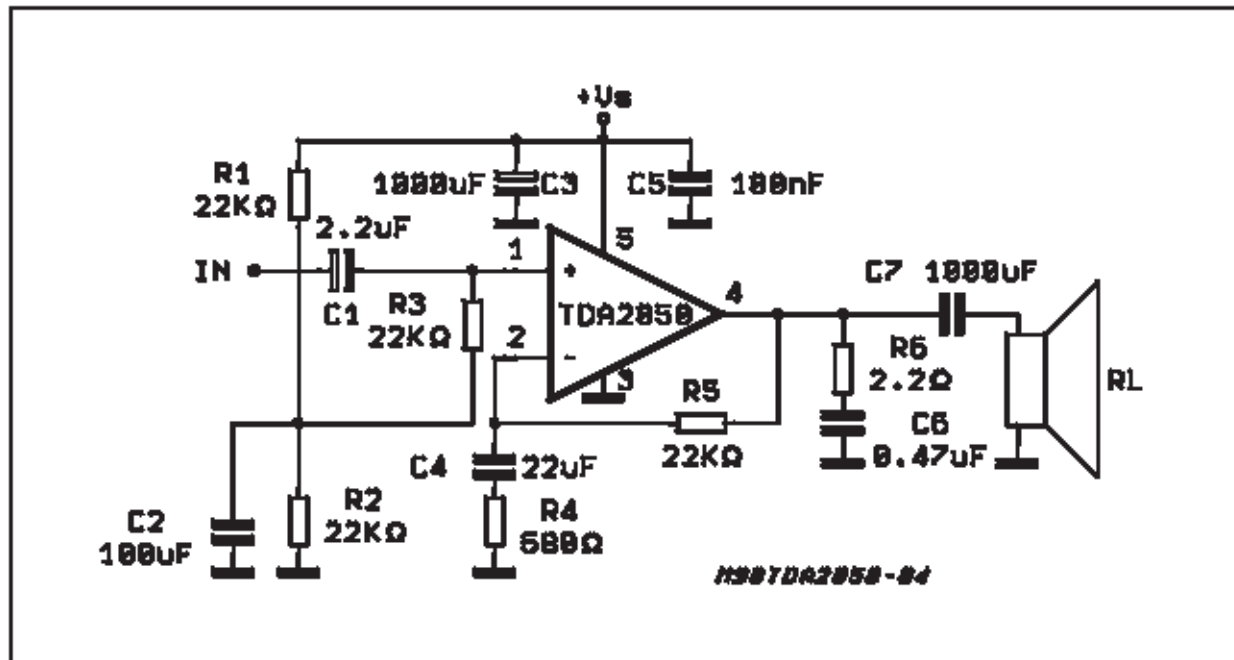 +Vs
R1
22KΩ
1000uF
C3
C5
100nF
2.2uF
IN
C1
1
5
R3
22KΩ
+
TDA2050
4
C7 1000uF
2
-
3
R5
22KΩ
R6
2.2Ω
C6
0.47uF
RL
C4
22uF
R4
680Ω
R2
22KΩ
C2
100uF
M90TDA2050-04